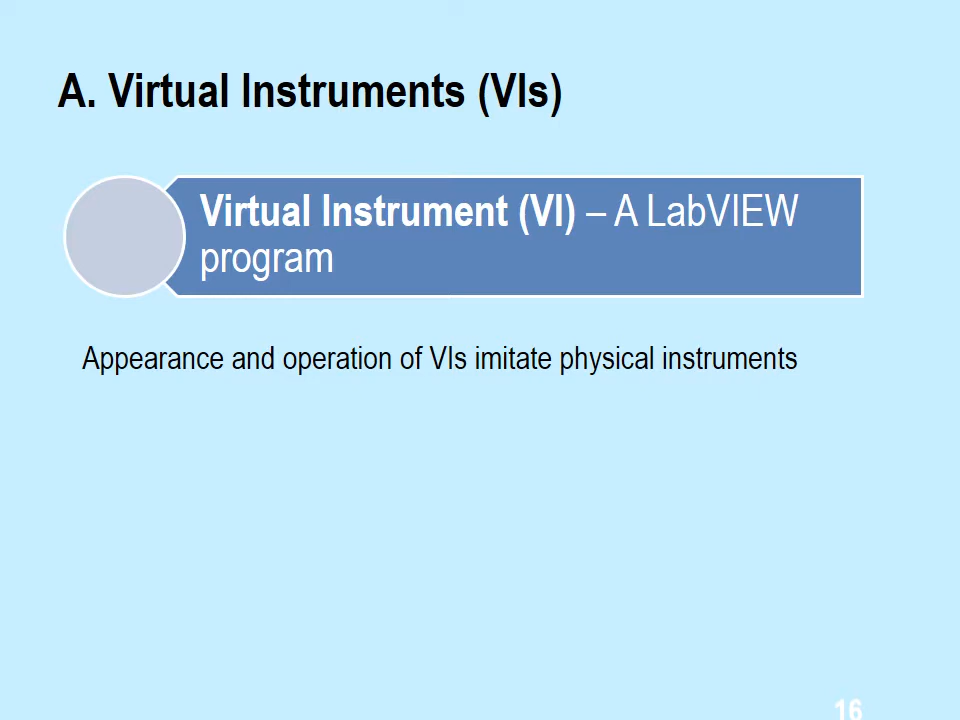 A. Virtual Instruments (VIs)
Virtual Instrument (VI) – A LabVIEW
program
Appearance and operation of VIs imitate physical instruments
16